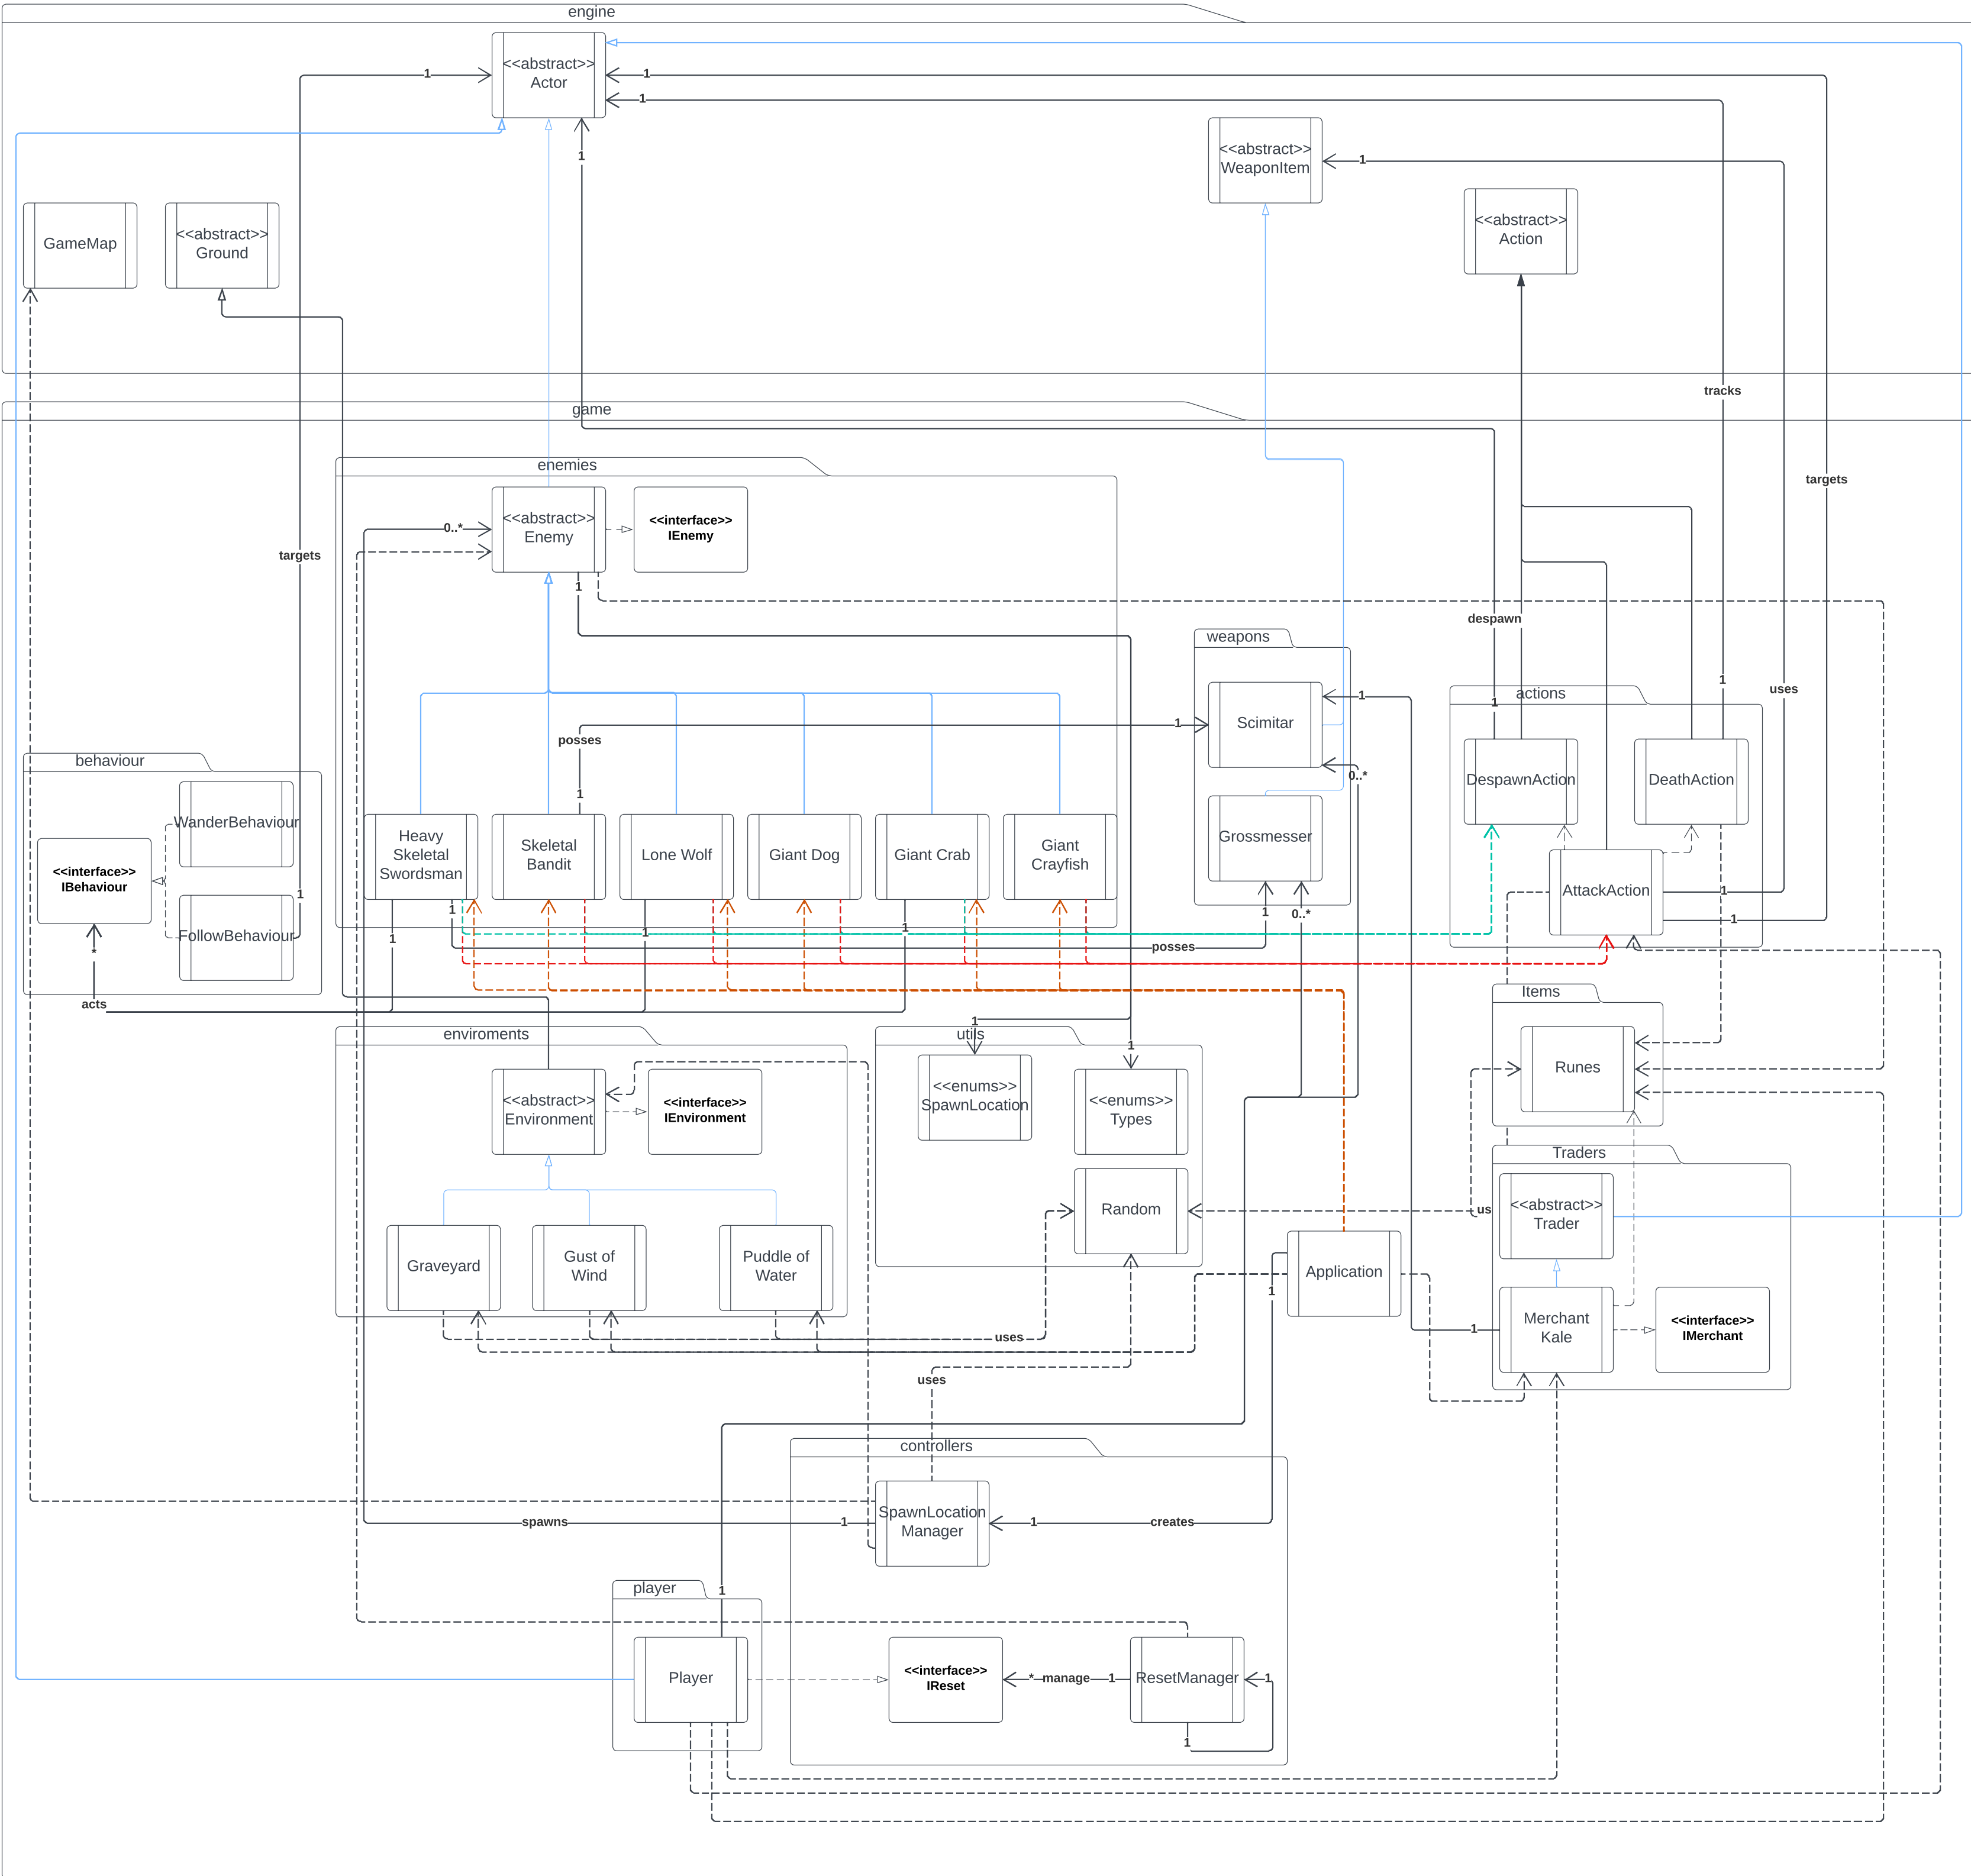 engine
<<abstract>>
Actor
1
1
1
1
<<abstract>>
WeaponItem
1
<<abstract>>
Action
GameMap
<<abstract>>
Ground
tracks
game
enemies
targets
<<abstract>>
Enemy
<<interface>>
IEnemy
0..*
targets
1
despawn
weapons
1
uses
actions
1
1
Scimitar
1
posses
1
0..*
behaviour
WanderBehaviour
<<interface>>
IBehaviour
FollowBehaviour
1
*
acts
DespawnAction
DeathAction
Heavy
Skeletal
Swordsman
Skeletal
Bandit
Lone Wolf
Giant Dog
Giant Crab
Giant
Crayfish
Grossmesser
AttackAction
1
1
1
1
1
1
1
0..*
posses
Items
Runes
enviroments
utils
1
1
<<abstract>>
Environment
<<interface>>
IEnvironment
<<enums>>
SpawnLocation
<<enums>>
Types
Random
Traders
<<abstract>>
Trader
us
Graveyard
Gust of
Wind
Puddle of
Water
Application
1
Merchant
Kale
<<interface>>
IMerchant
1
uses
uses
controllers
SpawnLocation
Manager
spawns
1
1
creates
player
1
Player
<<interface>>
IReset
*
manage
1
ResetManager
1
1